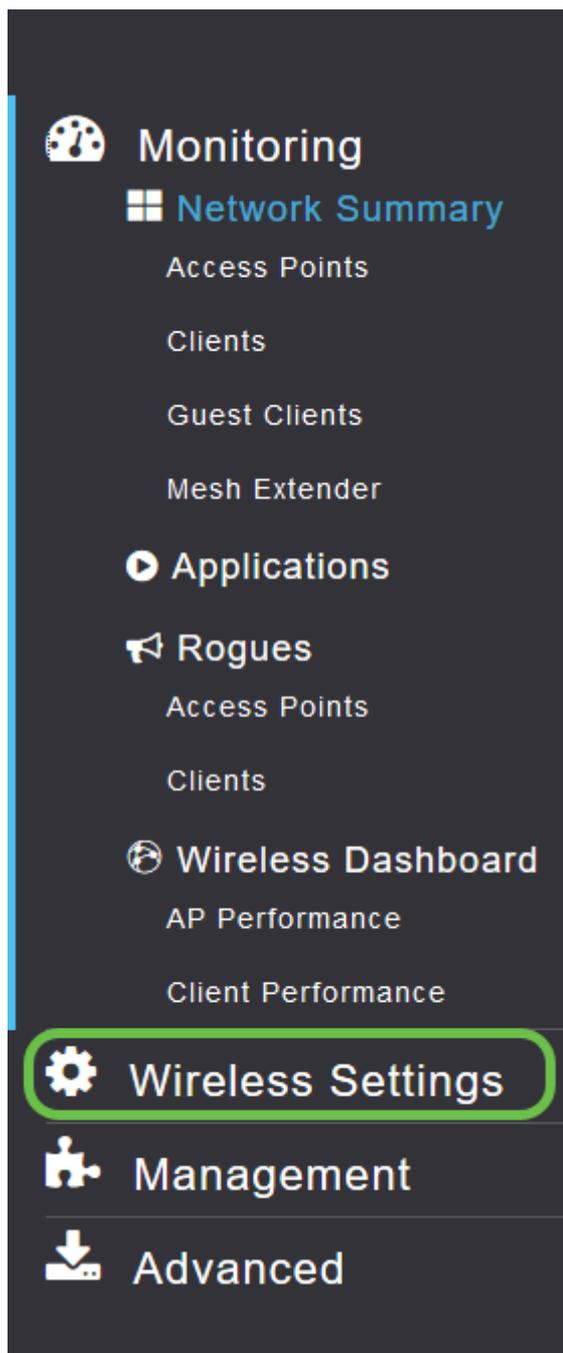 Monitoring
Network Summary
Access Points
Clients
Guest Clients
Mesh Extender
Applications
Rogues
Access Points
Clients
Wireless Dashboard
AP Performance
Client Performance
Wireless Settings
Management
Advanced